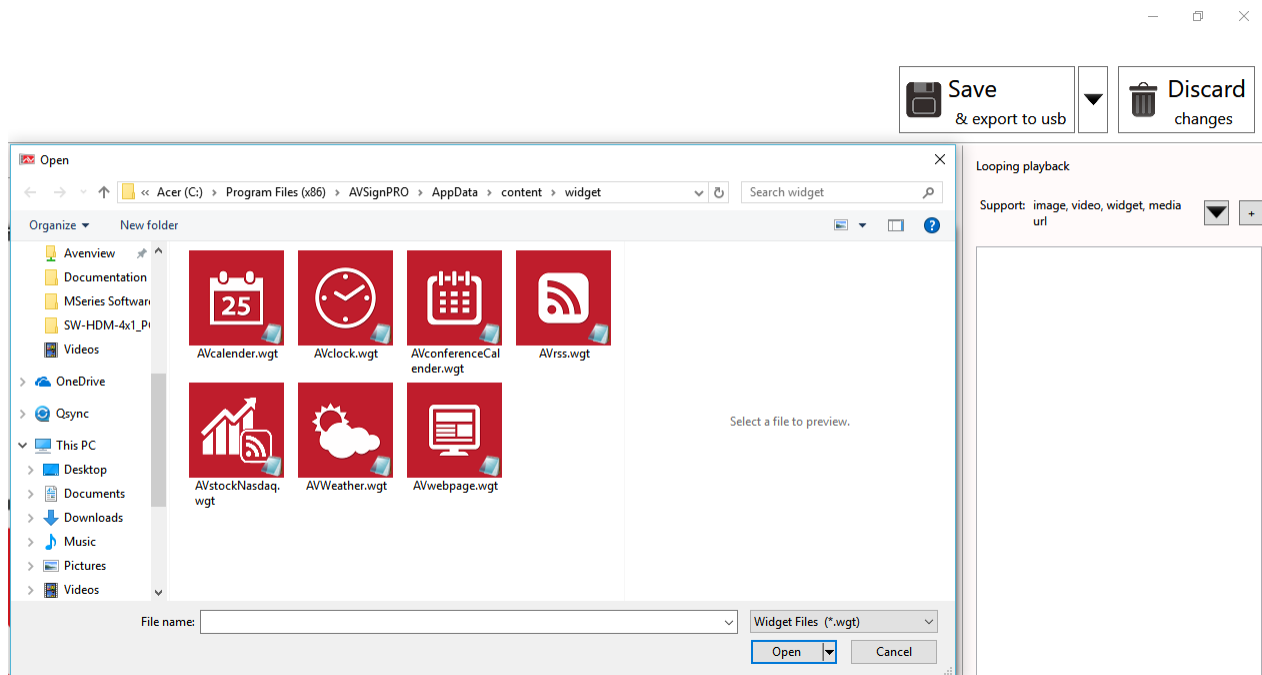 Save
& export to usb
Discard
changes
Open
« Acer (C:) > Program Files (x86) > AVSignPRO > AppData > content > widget
Search widget
Organize
New folder
Avenview
Documentation
MSeries Softwar
SW-HDM-4x1_P
Videos
OneDrive
Qsync
This PC
Desktop
Documents
Downloads
Music
Pictures
Videos
25
AVcalender.wgt
AVclock.wgt
AVconferenceCal
ender.wgt
AVrss.wgt
AVstockNasdaq.
wgt
AVWeather.wgt
AVwebpage.wgt
Select a file to preview.
File name:
Widget Files (*.wgt)
Open
Cancel
Looping playback
Support: image, video, widget, media
url
+